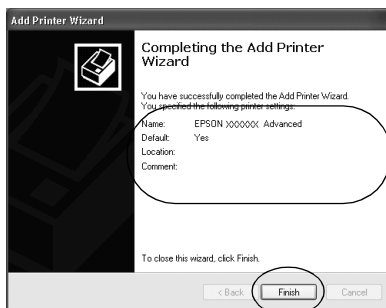 Add Printer Wizard
Completing the Add Printer
Wizard
You have successfully completed the Add Printer Wizard.
You specified the following printer settings:
Name: EPSON XXXXXX Advanced
Default: Yes
Location:
Comment:
To close this wizard, click Finish.
< Back Finish Cancel